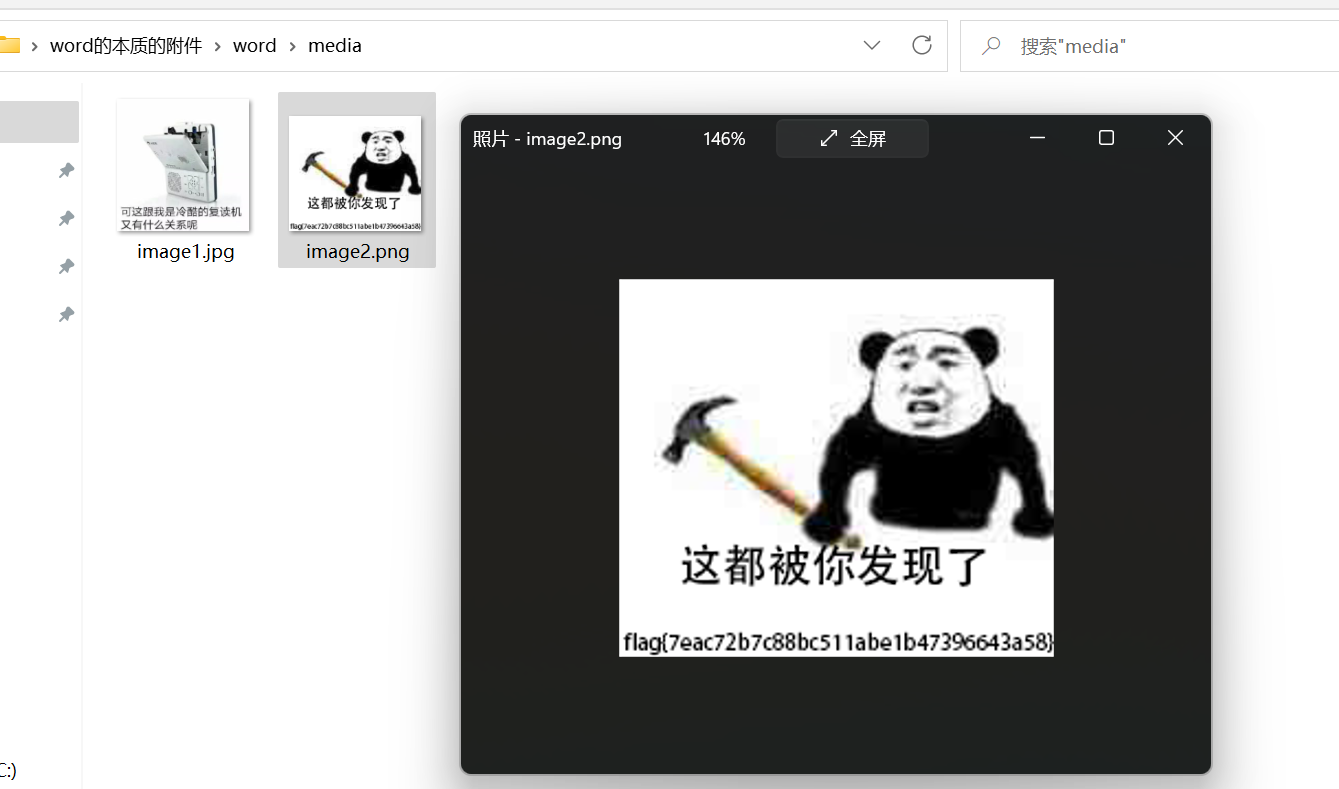 word的本质的附件 word media
搜索"media"
可这跟我是冷酷的复读机
又有什么关系呢
image1.jpg
这都被你发现了
flag{7eac72b7c88bc511abe1b47396643a58}
image2.png
照片 - image2.png 146% 全屏
这都被你发现了
flag{7eac72b7c88bc511abe1b47396643a58}
C:)